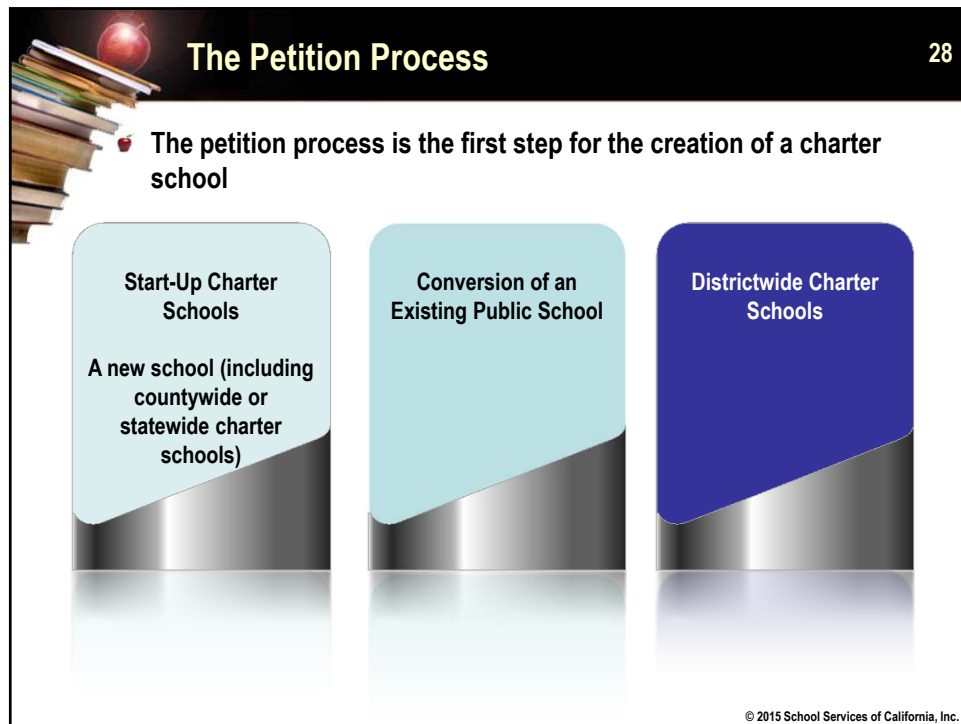 The Petition Process
28
The petition process is the first step for the creation of a charter
school
Start-Up Charter
Schools
A new school (including
countywide or
statewide charter
schools)
Conversion of an
Existing Public School
Districtwide Charter
Schools
© 2015 School Services of California, Inc.